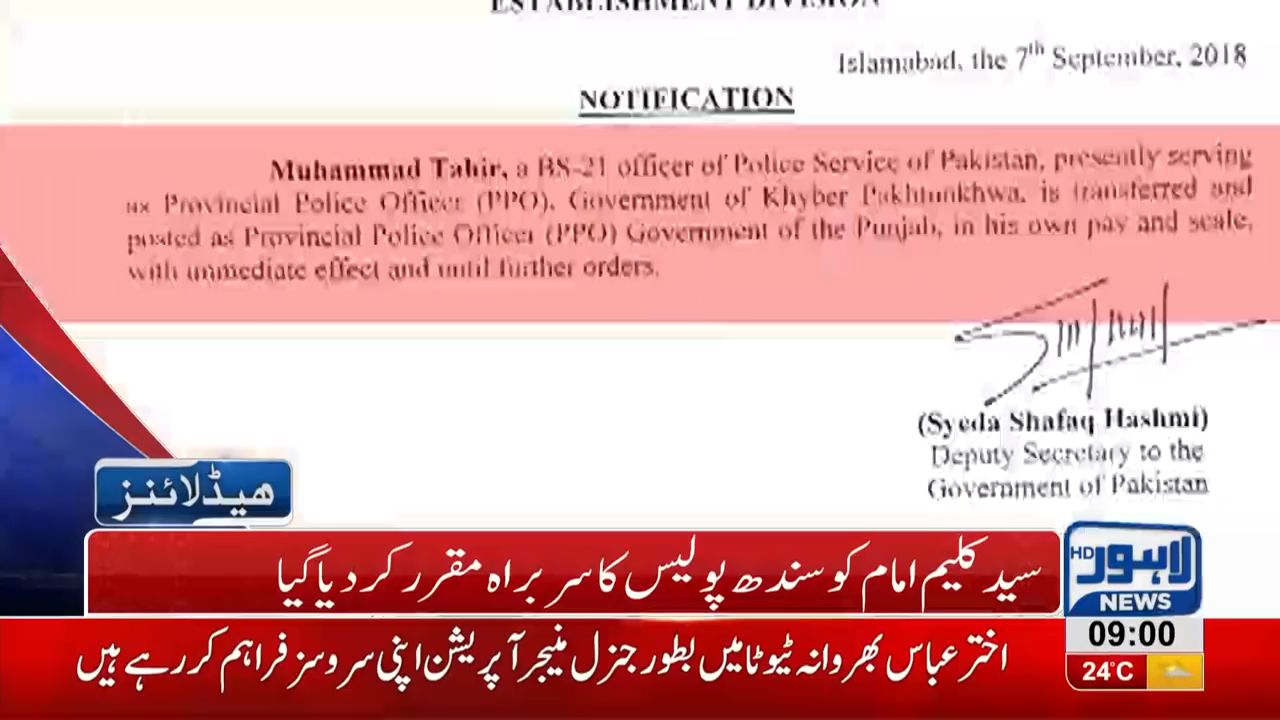 ESTABLISHMENT DIVISION
Islamabad, the 7th September, 2018
NOTIFICATION
Muhammad Tahir, a BS-21 officer of Police Service of Pakistan, presently serving
as Provincial Police Officer (PPO), Government of Khyber Pakhtunkhwa, is transferred and
posted as Provincial Police Officer (PPO) Government of the Punjab, in his own pay and scale,
with immediate effect and until further orders.
(Syeda Shafaq Hashmi)
Deputy Secretary to the
Government of Pakistan
ہیڈلائنز
سید کلیم امام کو سندھ پولیس کا سربراہ مقرر کر دیا گیا
لاہور HD
NEWS
09:00
24°C
اختر عباس بھروانہ ٹیوٹا میں بطور جنرل منیجر آپریشن اپنی سروسز فراہم کر رہے ہیں